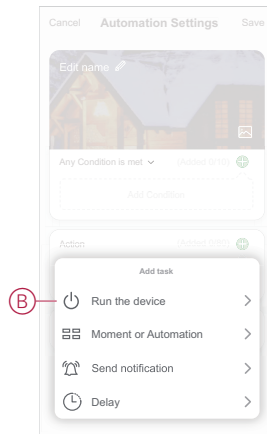 Cancel Automation Settings Save
Edit name
Any Condition is met (Added 0/10)
Add Condition
Action (Added 0/10)
Add task
B Run the device
Moment or Automation
Send notification
Delay